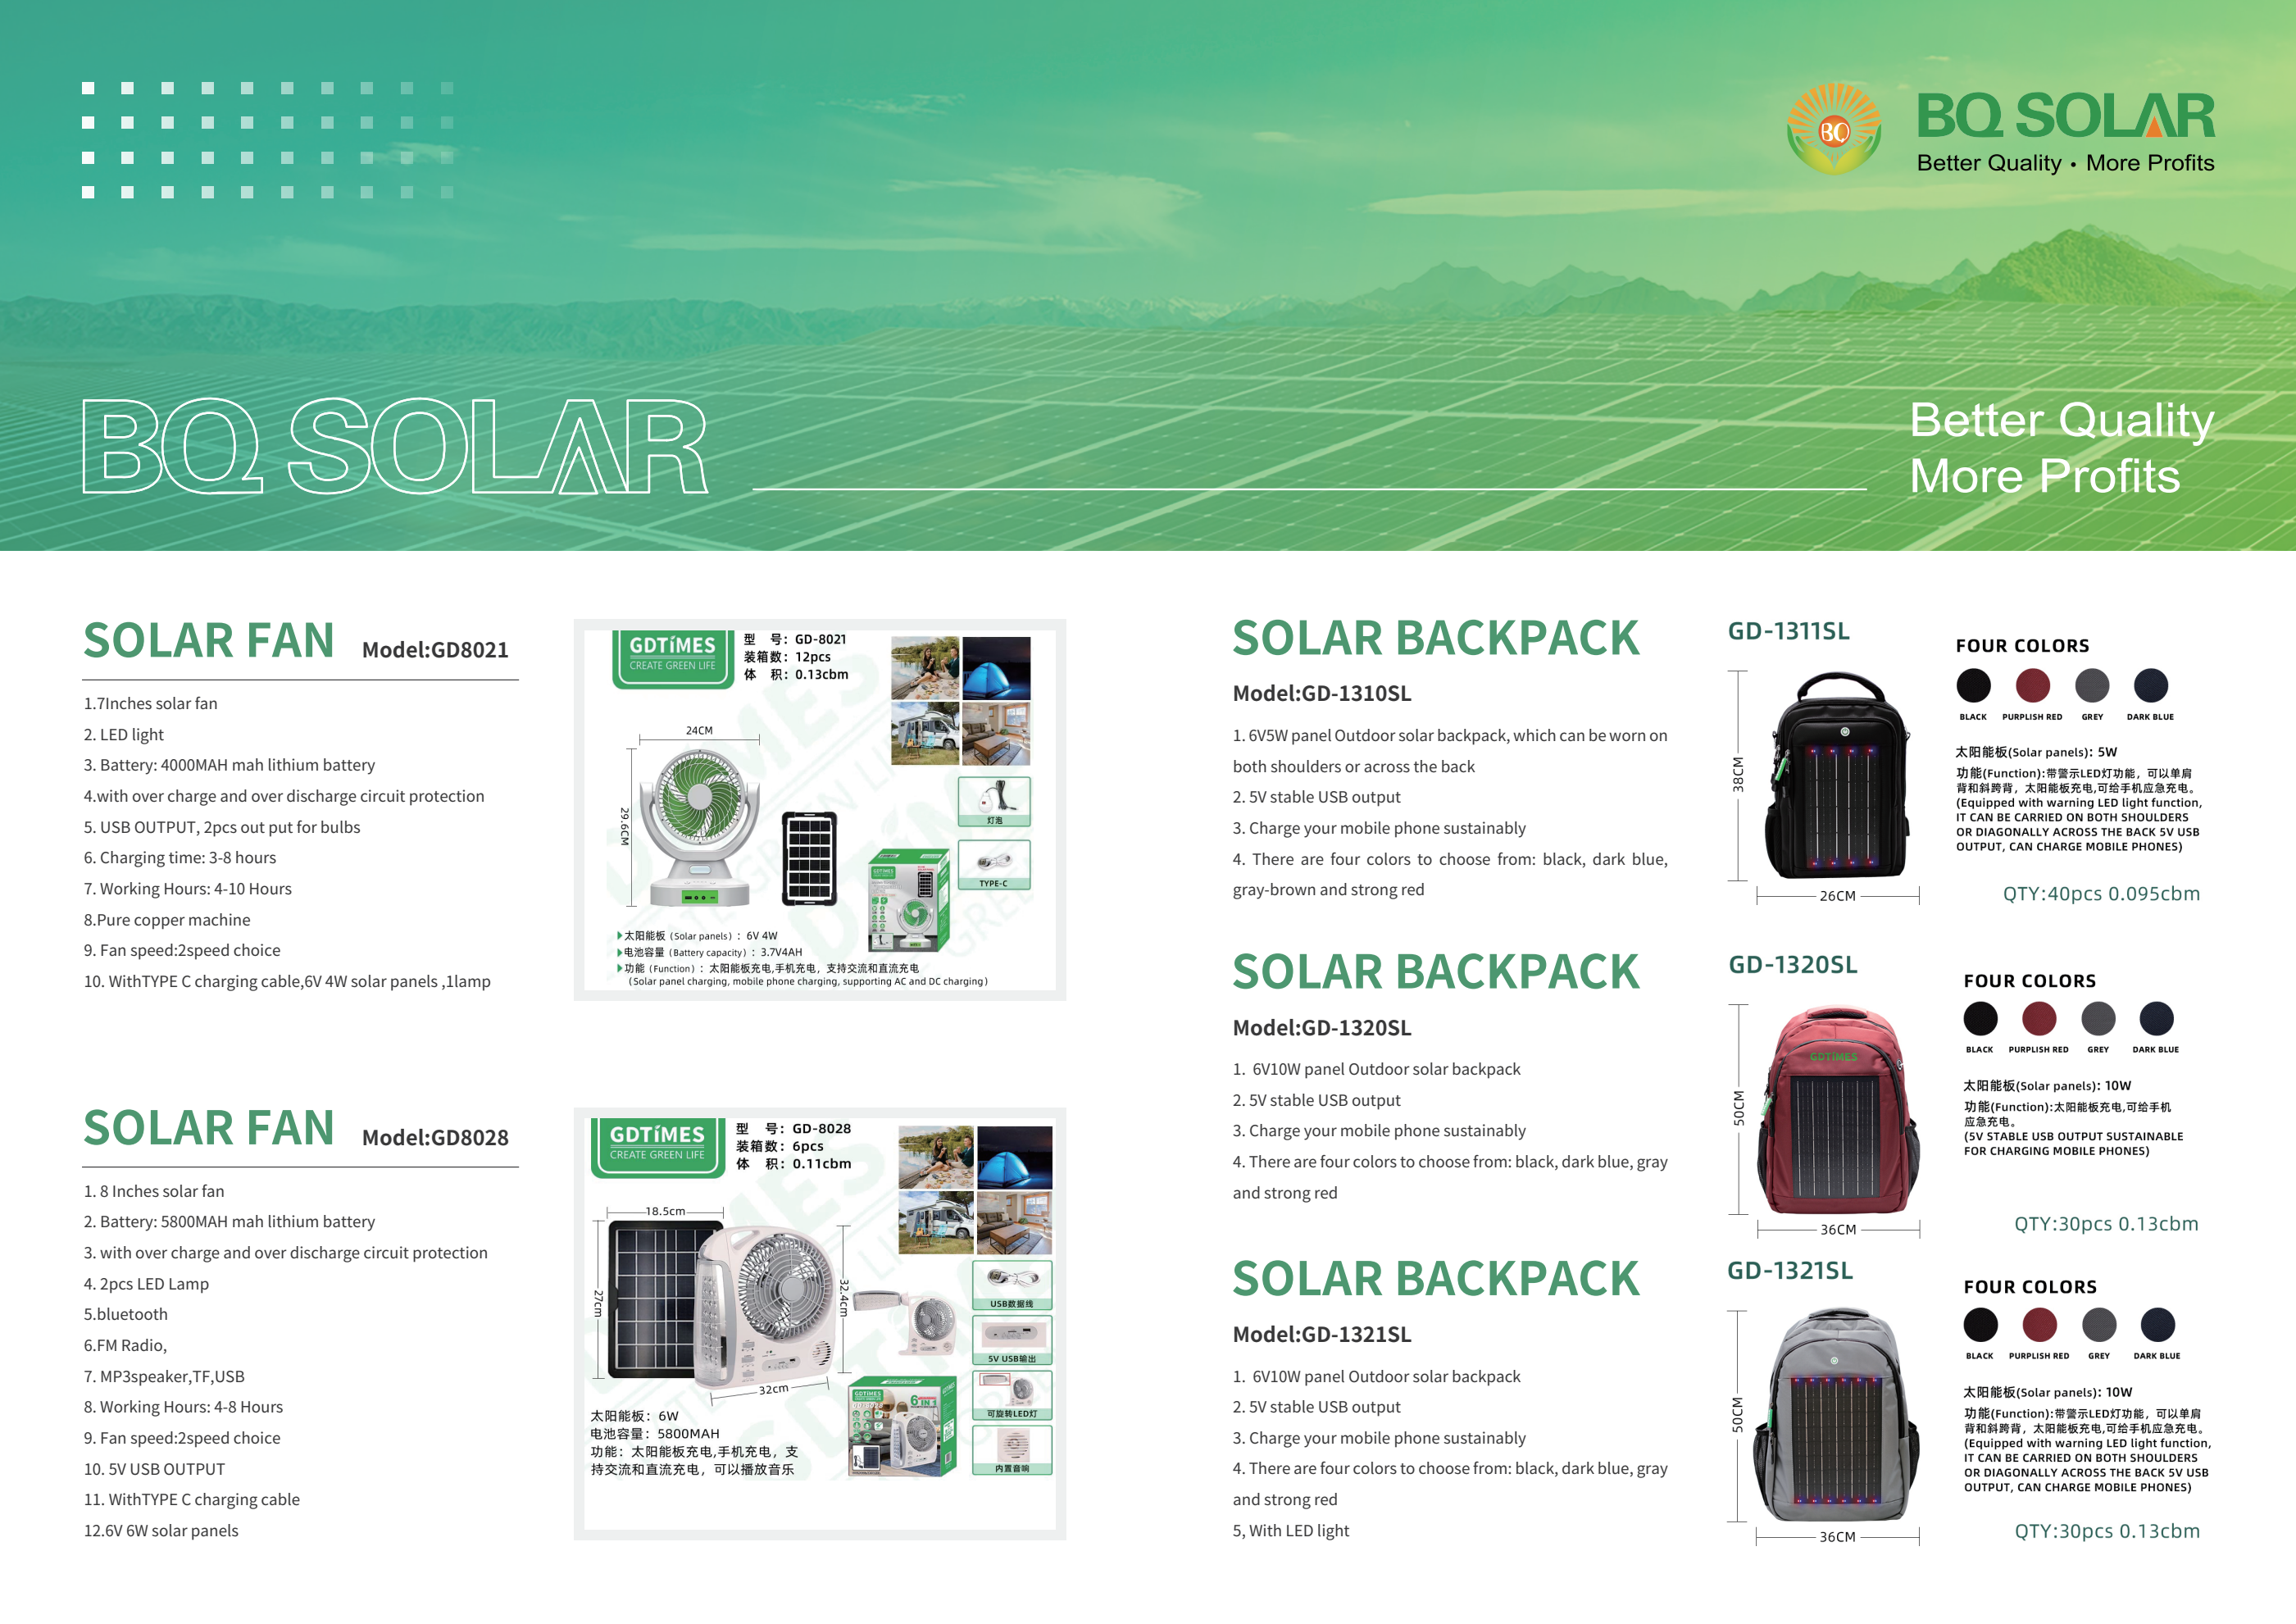 BQ
BQ SOLAR
Better Quality • More Profits
BQ SOLAR
Better Quality
More Profits
SOLAR FAN Model:GD8021
1.7Inches solar fan
2. LED light
3. Battery: 4000MAH mah lithium battery
4.with over charge and over discharge circuit protection
5. USB OUTPUT, 2pcs out put for bulbs
6. Charging time: 3-8 hours
7. Working Hours: 4-10 Hours
8.Pure copper machine
9. Fan speed:2speed choice
10. WithTYPE C charging cable,6V 4W solar panels ,1lamp
GDTiMES
CREATE GREEN LIFE
型 号：GD-8021
装箱数：12pcs
体 积：0.13cbm
24CM
29.6CM
灯泡
TYPE-C
太阳能板（Solar panels）：6V 4W
电池容量（Battery capacity）：3.7V4AH
功能（Function）：太阳能板充电,手机充电，支持交流和直流充电
（Solar panel charging, mobile phone charging, supporting AC and DC charging）
SOLAR FAN Model:GD8028
1. 8 Inches solar fan
2. Battery: 5800MAH mah lithium battery
3. with over charge and over discharge circuit protection
4. 2pcs LED Lamp
5.bluetooth
6.FM Radio,
7. MP3speaker,TF,USB
8. Working Hours: 4-8 Hours
9. Fan speed:2speed choice
10. 5V USB OUTPUT
11. WithTYPE C charging cable
12.6V 6W solar panels
GDTiMES
CREATE GREEN LIFE
型 号：GD-8028
装箱数：6pcs
体 积：0.11cbm
18.5cm
27cm
32.4cm
32cm
USB数据线
5V USB输出
可旋转LED灯
内置音响
GDTiMES
6 IN 1
太阳能板：6W
电池容量：5800MAH
功能：太阳能板充电,手机充电，支
持交流和直流充电，可以播放音乐
SOLAR BACKPACK
Model:GD-1310SL
1. 6V5W panel Outdoor solar backpack, which can be worn on
both shoulders or across the back
2. 5V stable USB output
3. Charge your mobile phone sustainably
4. There are four colors to choose from: black, dark blue,
gray-brown and strong red
GD-1311SL
38CM
26CM
FOUR COLORS
BLACK PURPLISH RED GREY DARK BLUE
太阳能板(Solar panels)：5W
功能(Function):带警示LED灯功能，可以单肩
背和斜跨背，太阳能板充电,可给手机应急充电。
(Equipped with warning LED light function,
IT CAN BE CARRIED ON BOTH SHOULDERS
OR DIAGONALLY ACROSS THE BACK 5V USB
OUTPUT, CAN CHARGE MOBILE PHONES)
QTY:40pcs 0.095cbm
SOLAR BACKPACK
Model:GD-1320SL
1. 6V10W panel Outdoor solar backpack
2. 5V stable USB output
3. Charge your mobile phone sustainably
4. There are four colors to choose from: black, dark blue, gray
and strong red
GD-1320SL
GDTiMES
50CM
36CM
FOUR COLORS
BLACK PURPLISH RED GREY DARK BLUE
太阳能板(Solar panels)：10W
功能(Function):太阳能板充电,可给手机
应急充电。
(5V STABLE USB OUTPUT SUSTAINABLE
FOR CHARGING MOBILE PHONES)
QTY:30pcs 0.13cbm
SOLAR BACKPACK
Model:GD-1321SL
1. 6V10W panel Outdoor solar backpack
2. 5V stable USB output
3. Charge your mobile phone sustainably
4. There are four colors to choose from: black, dark blue, gray
and strong red
5, With LED light
GD-1321SL
50CM
36CM
FOUR COLORS
BLACK PURPLISH RED GREY DARK BLUE
太阳能板(Solar panels)：10W
功能(Function):带警示LED灯功能，可以单肩
背和斜跨背，太阳能板充电,可给手机应急充电。
(Equipped with warning LED light function,
IT CAN BE CARRIED ON BOTH SHOULDERS
OR DIAGONALLY ACROSS THE BACK 5V USB
OUTPUT, CAN CHARGE MOBILE PHONES)
QTY:30pcs 0.13cbm